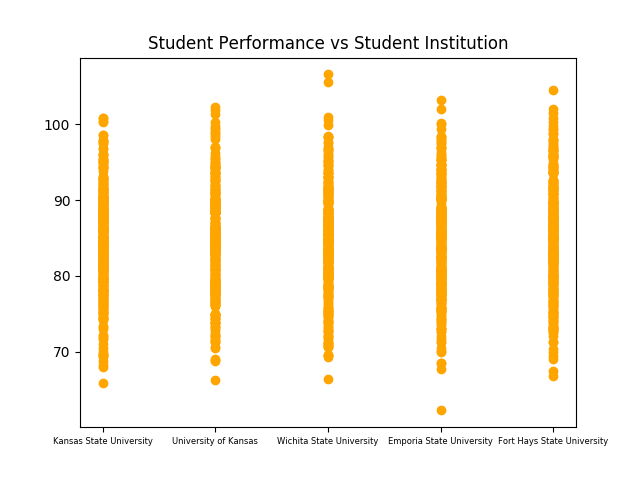 Student Performance vs Student Institution
100
90
80
70
Kansas State University
University of Kansas
Wichita State University
Emporia State University
Fort Hays State University